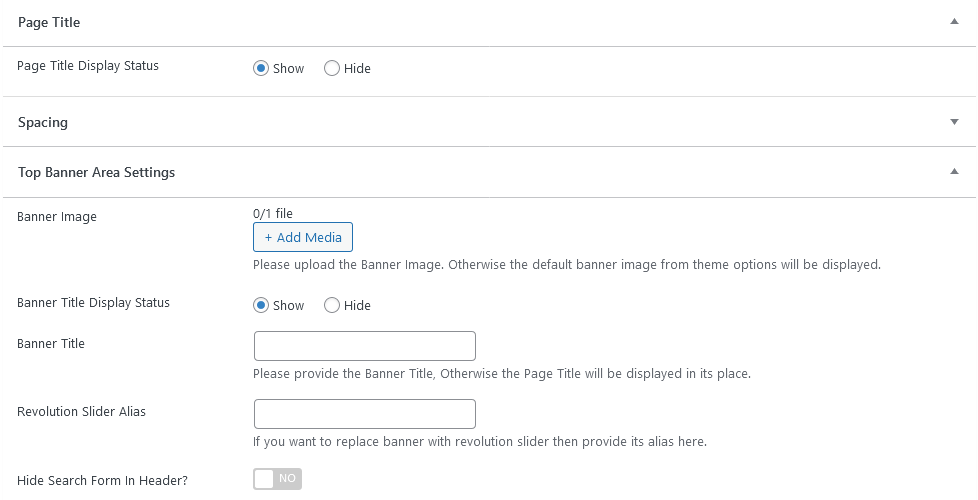 Page Title
Page Title Display Status
Show Hide
Spacing
Top Banner Area Settings
Banner Image
0/1 file
+ Add Media
Please upload the Banner Image. Otherwise the default banner image from theme options will be displayed.
Banner Title Display Status
Show Hide
Banner Title
Please provide the Banner Title, Otherwise the Page Title will be displayed in its place.
Revolution Slider Alias
If you want to replace banner with revolution slider then provide its alias here.
Hide Search Form In Header?
NO